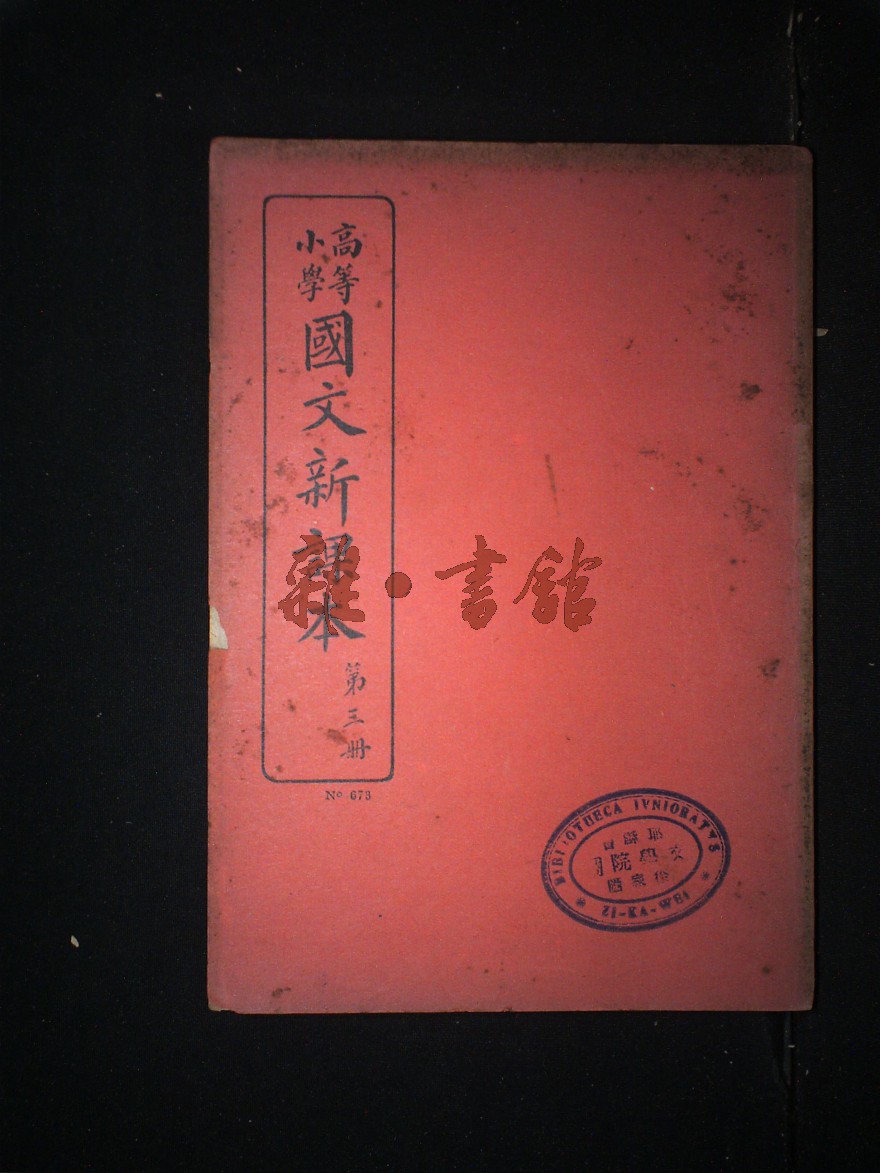 高等
小學
國文新課本
第三册
Nº 673
雜·書館
BIBLIOTHECA IVNIORATVS
ZI-KA-WEI